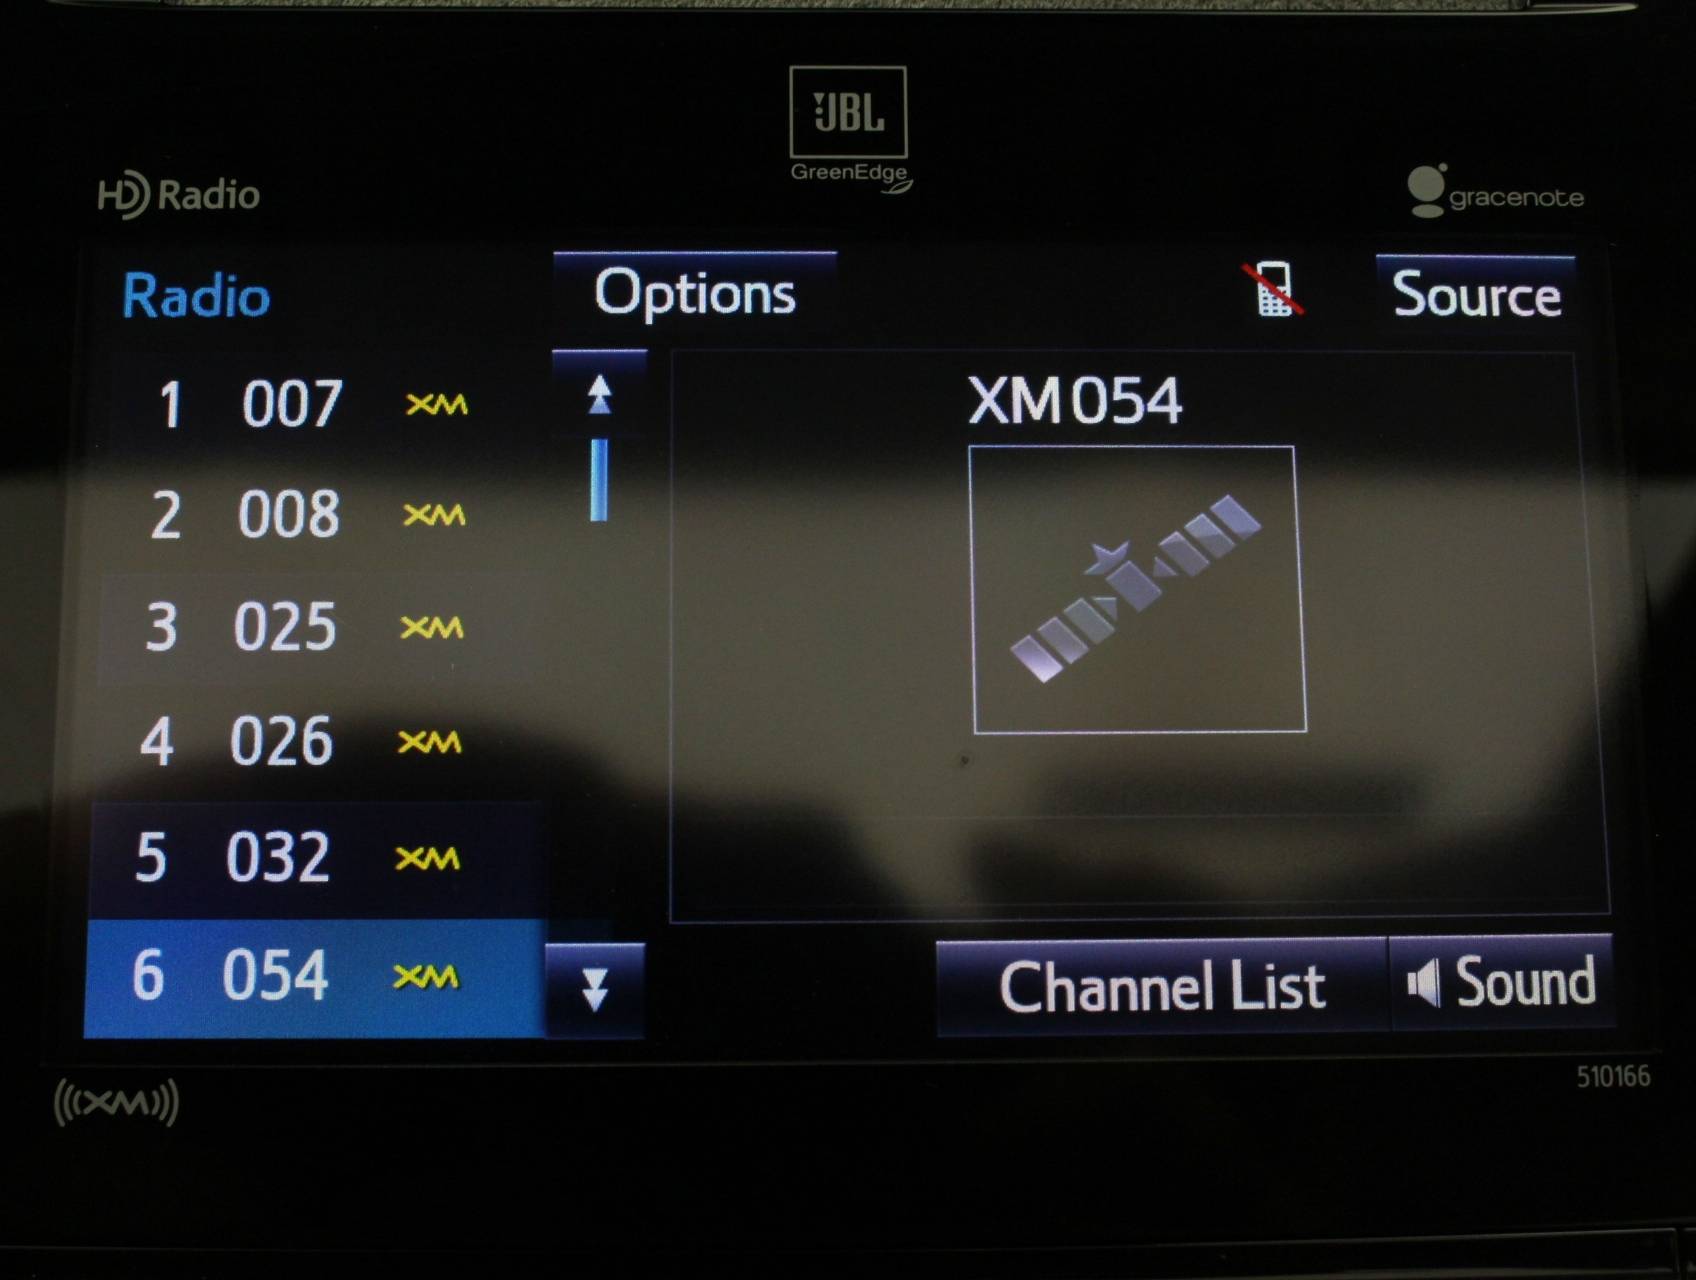 JBL
GreenEdge
HD Radio
gracenote
Radio
Options
Source
1 007 XM
XM054
2 008 XM
3 025 XM
4 026 XM
5 032 XM
6 054 XM
Channel List
Sound
510166
XM